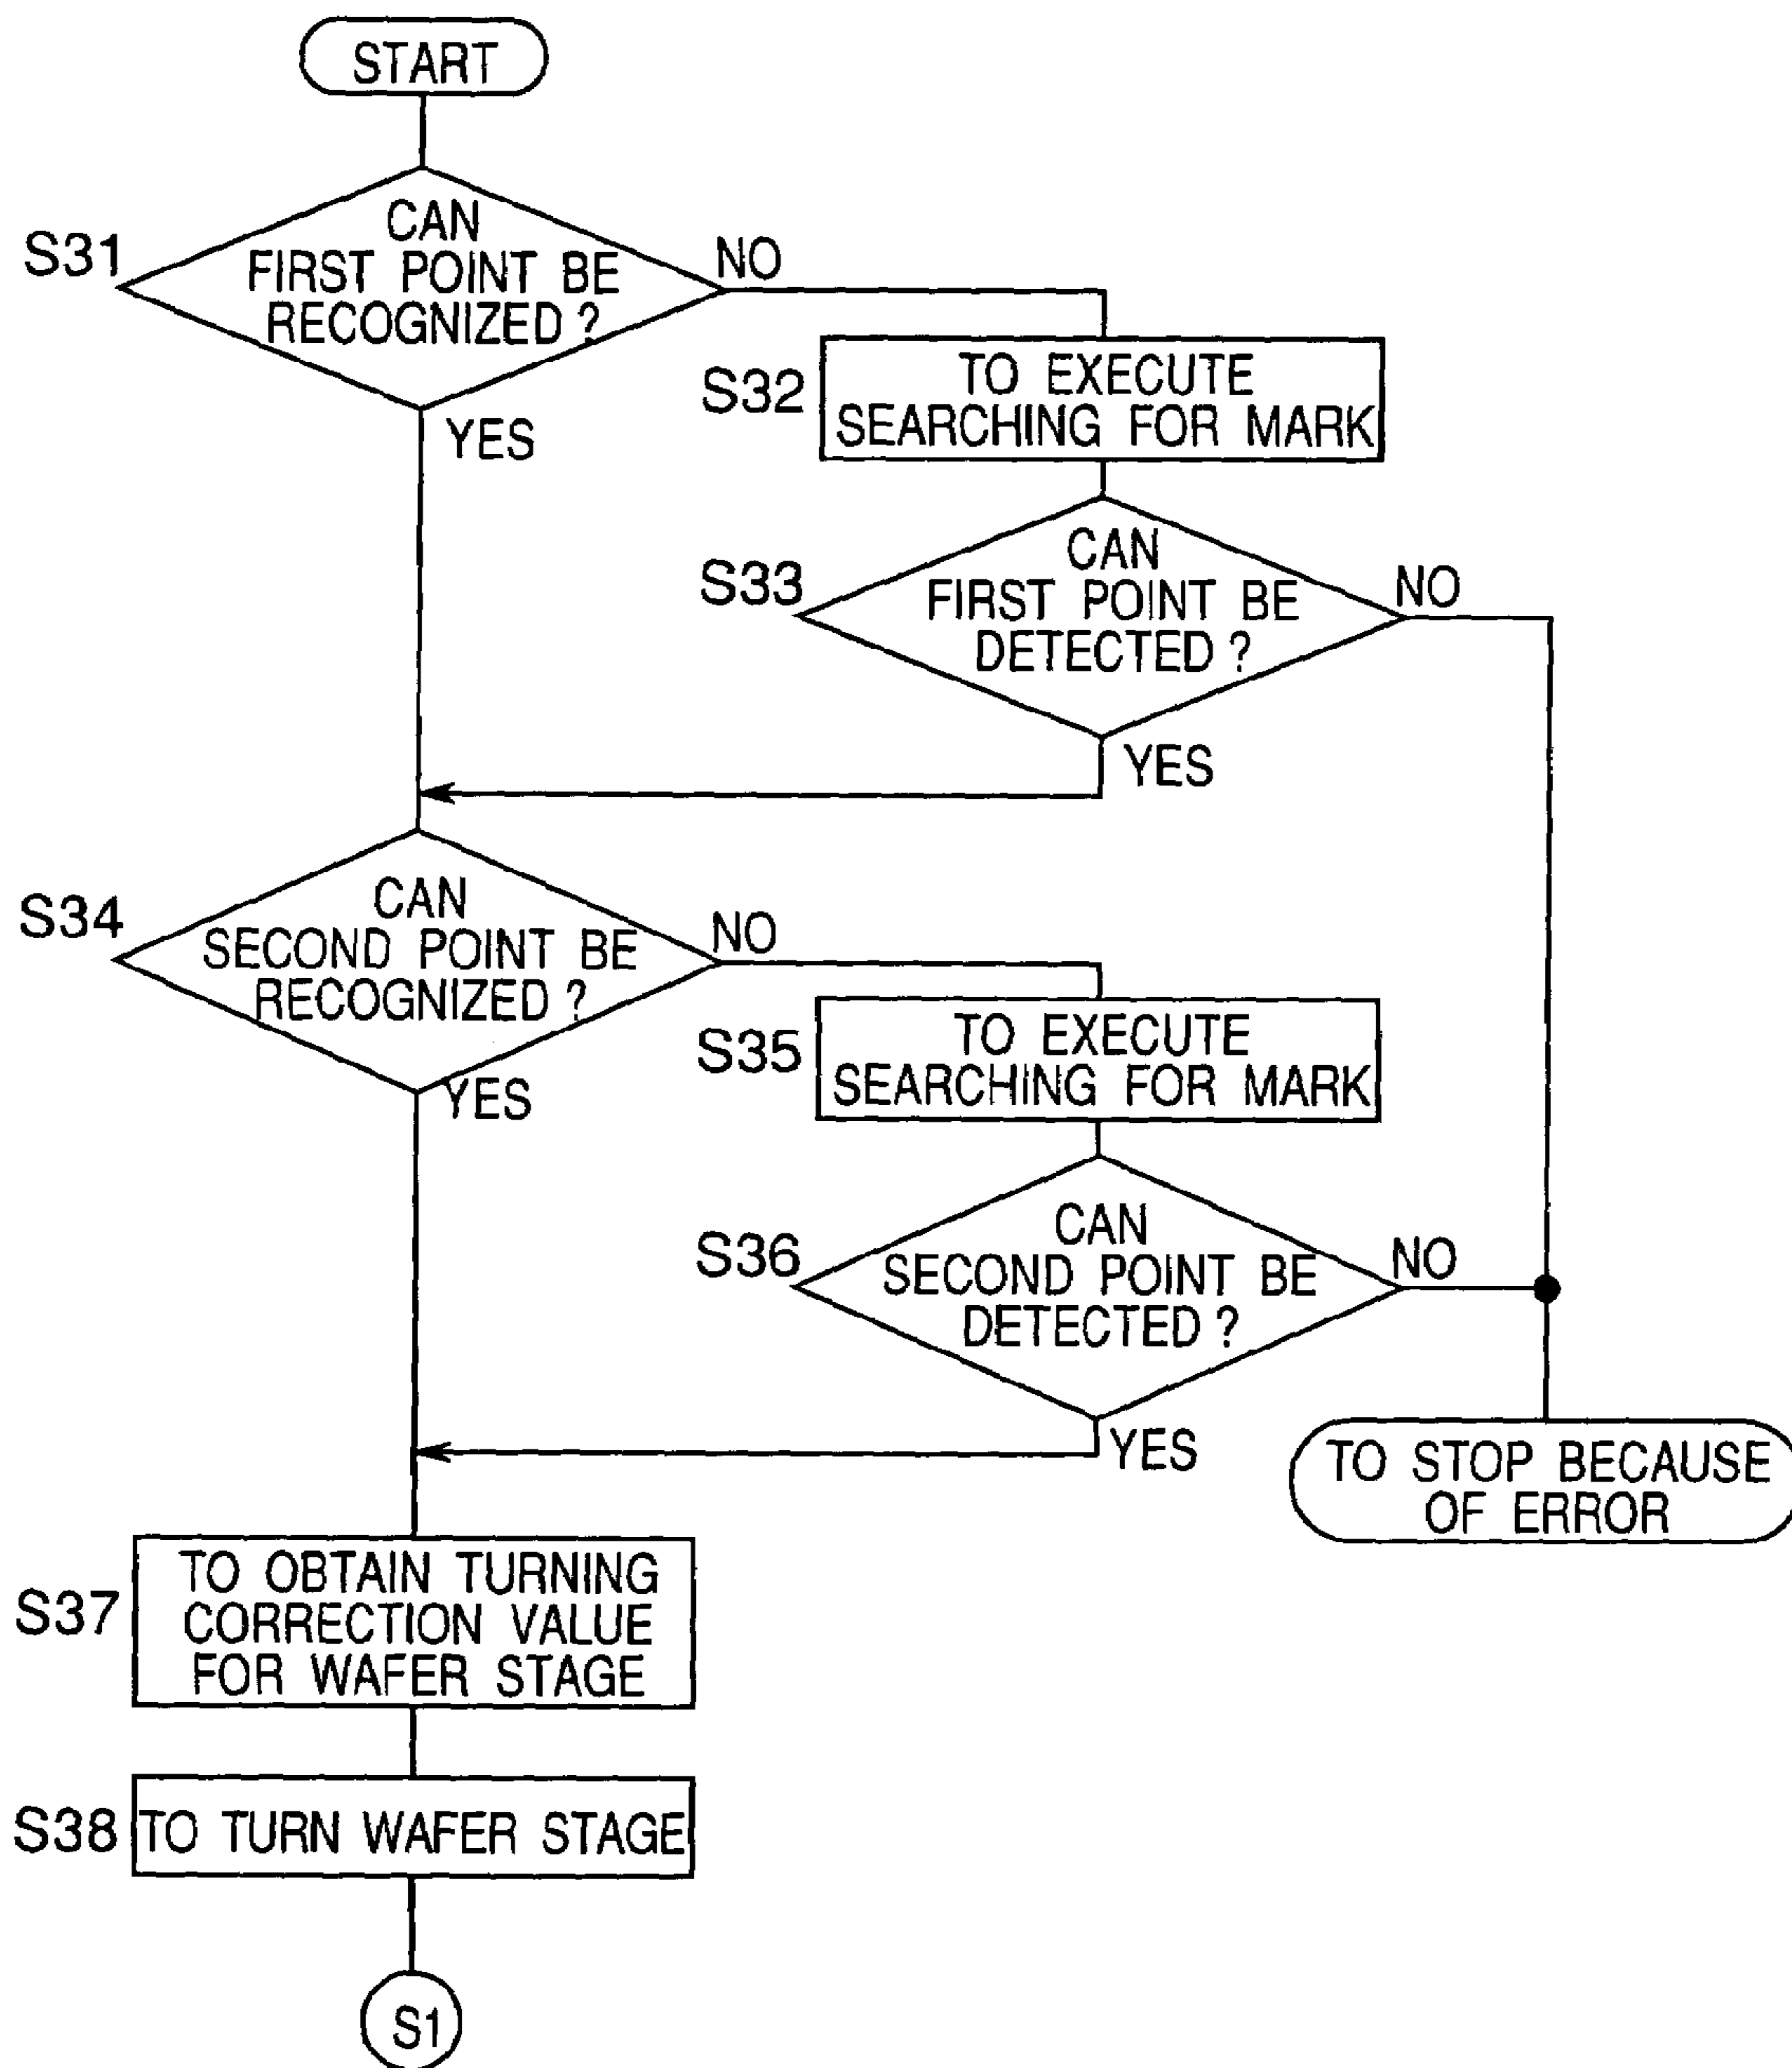 START
S31
CAN
FIRST POINT BE
RECOGNIZED ?
NO
YES
S32
TO EXECUTE
SEARCHING FOR MARK
S33
CAN
FIRST POINT BE
DETECTED ?
NO
YES
S34
CAN
SECOND POINT BE
RECOGNIZED ?
NO
YES
S35
TO EXECUTE
SEARCHING FOR MARK
S36
CAN
SECOND POINT BE
DETECTED ?
NO
YES
TO STOP BECAUSE
OF ERROR
S37
TO OBTAIN TURNING
CORRECTION VALUE
FOR WAFER STAGE
S38
TO TURN WAFER STAGE
S1